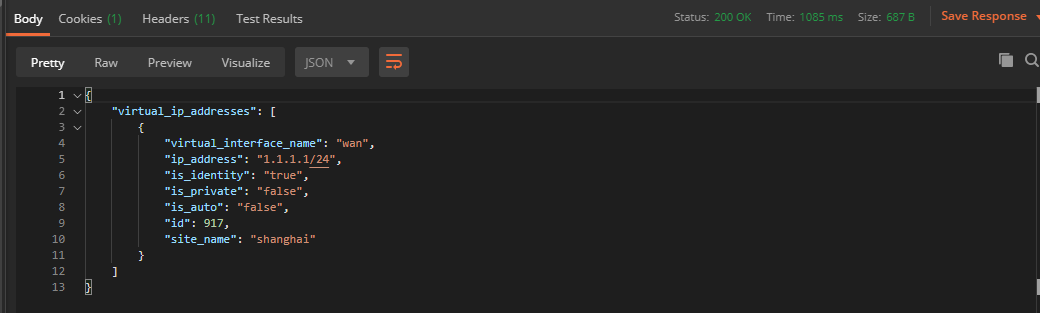 Body Cookies (1) Headers (11) Test Results Status: 200 OK Time: 1085 ms Size: 687 B Save Response
Pretty Raw Preview Visualize JSON
1 {
2 "virtual_ip_addresses": [
3 {
4 "virtual_interface_name": "wan",
5 "ip_address": "1.1.1.1/24",
6 "is_identity": "true",
7 "is_private": "false",
8 "is_auto": "false",
9 "id": 917,
10 "site_name": "shanghai"
11 }
12 ]
13 }